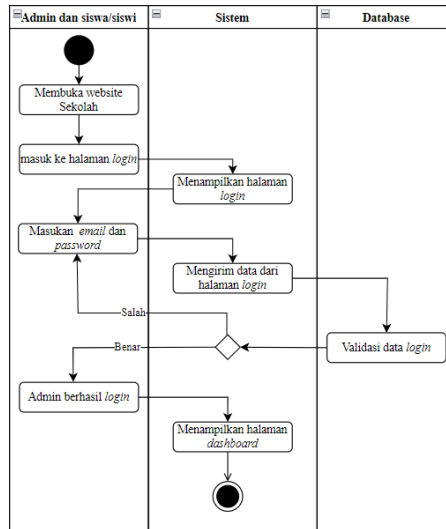 Admin dan siswa/siswi
Sistem
Database
Membuka website
Sekolah
masuk ke halaman login
Menampilkan halaman
login
Masukan email dan
password
Mengirim data dari
halaman login
Salah
Benar
Validasi data login
Admin berhasil login
Menampilkan halaman
dashboard